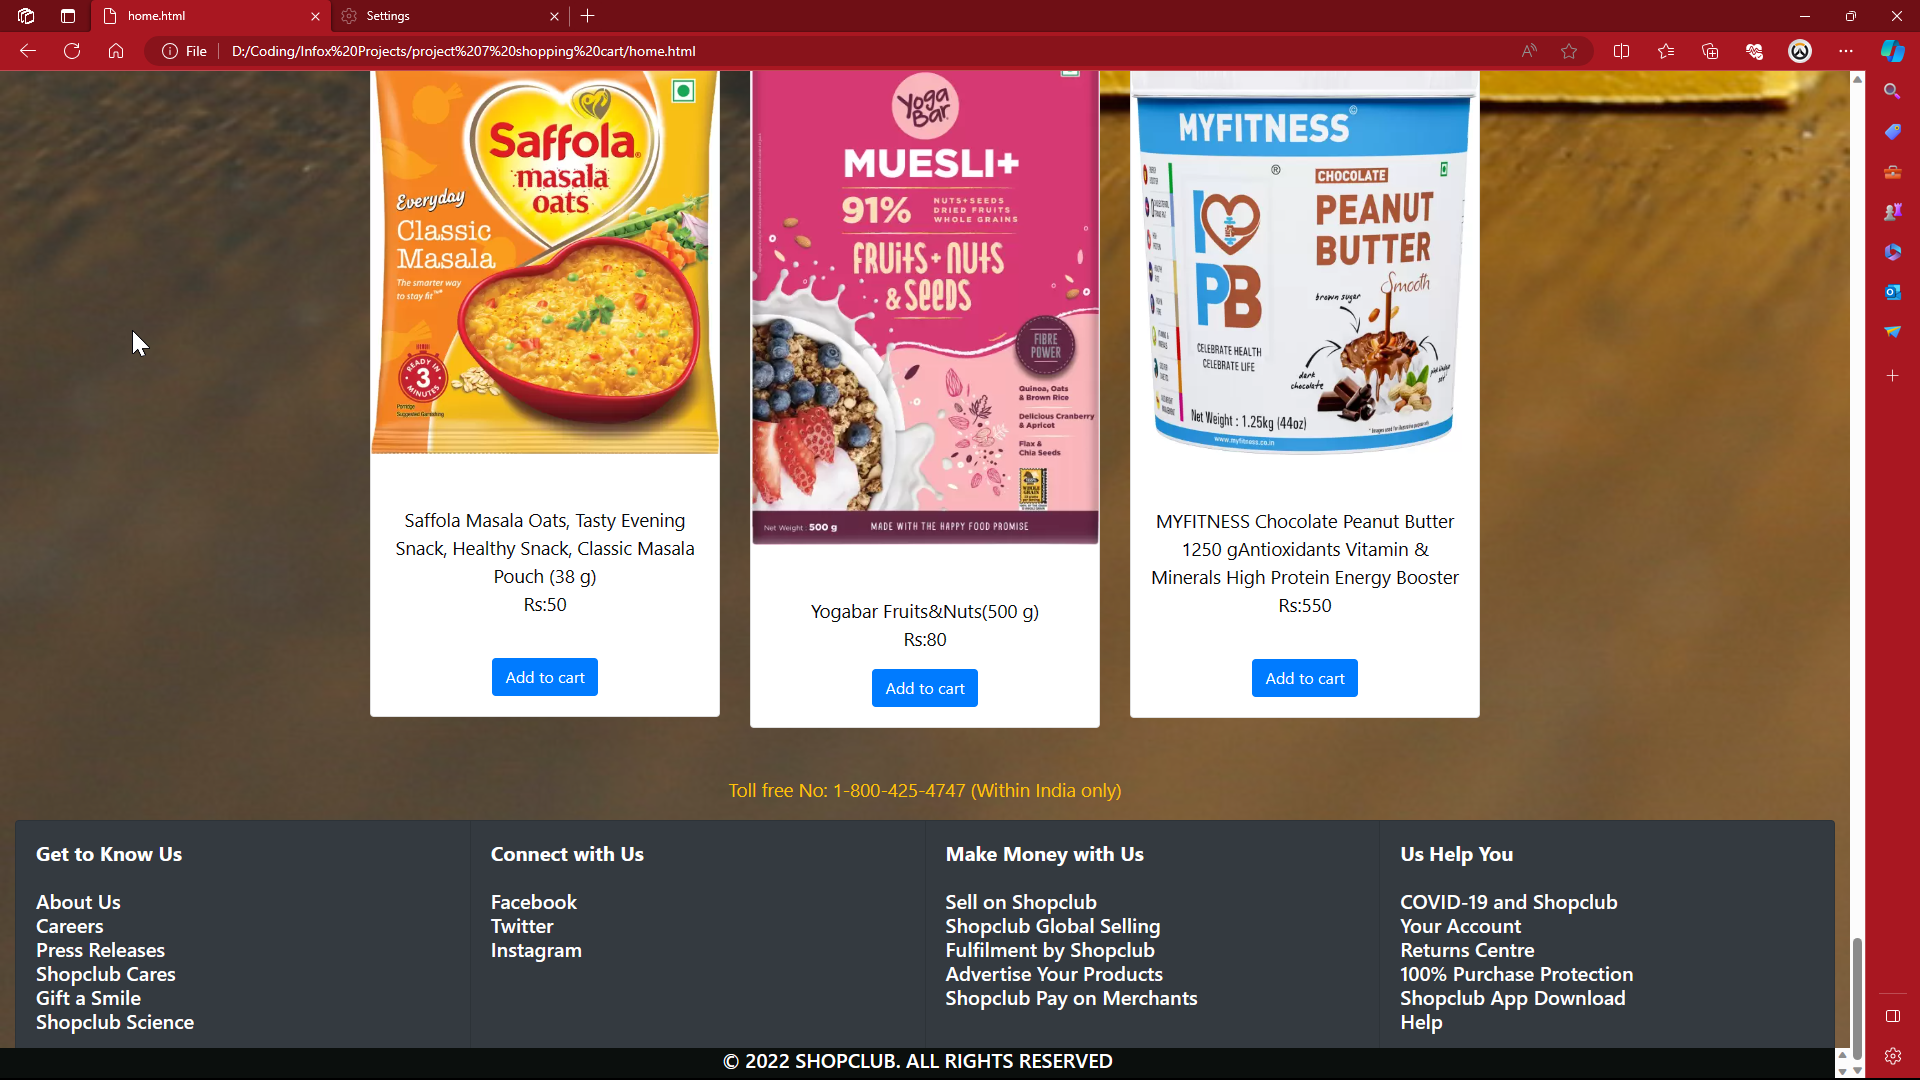 home.html
Settings
File
D:/Coding/Infox%20Projects/project%207%20shopping%20cart/home.html
Saffola
masala
oats
Everyday
Classic
Masala
The smarter way
to stay fit™
READY IN
3
MINUTES
Porridge
Suggested Garnishing
Saffola Masala Oats, Tasty Evening
Snack, Healthy Snack, Classic Masala
Pouch (38 g)
Rs:50
Add to cart
Yoga
Bar
MUESLI+
91%
NUTS+SEEDS
DRIED FRUITS
WHOLE GRAINS
FRUITS+NUTS
& SEEDS
FIBRE
POWER
Quinoa, Oats
& Brown Rice
Delicious Cranberry
& Apricot
Flax &
Chia Seeds
Net Weight : 500 g
MADE WITH THE HAPPY FOOD PROMISE
Yogabar Fruits&Nuts(500 g)
Rs:80
Add to cart
MYFITNESS©
®
I
PB
CELEBRATE HEALTH
CELEBRATE LIFE
CHOCOLATE
PEANUT
BUTTER
Smooth
brown sugar
dark
chocolate
Net Weight : 1.25kg (44oz)
www.myfitness.co.in
MYFITNESS Chocolate Peanut Butter
1250 gAntioxidants Vitamin &
Minerals High Protein Energy Booster
Rs:550
Add to cart
Toll free No: 1-800-425-4747 (Within India only)
Get to Know Us
About Us
Careers
Press Releases
Shopclub Cares
Gift a Smile
Shopclub Science
Connect with Us
Facebook
Twitter
Instagram
Make Money with Us
Sell on Shopclub
Shopclub Global Selling
Fulfilment by Shopclub
Advertise Your Products
Shopclub Pay on Merchants
Us Help You
COVID-19 and Shopclub
Your Account
Returns Centre
100% Purchase Protection
Shopclub App Download
Help
© 2022 SHOPCLUB. ALL RIGHTS RESERVED